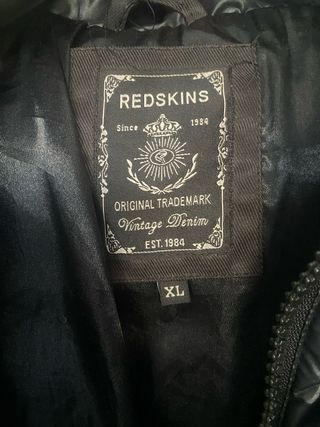 REDSKINS
Since 1984
ORIGINAL TRADEMARK
Vintage Denim
EST. 1984
XL